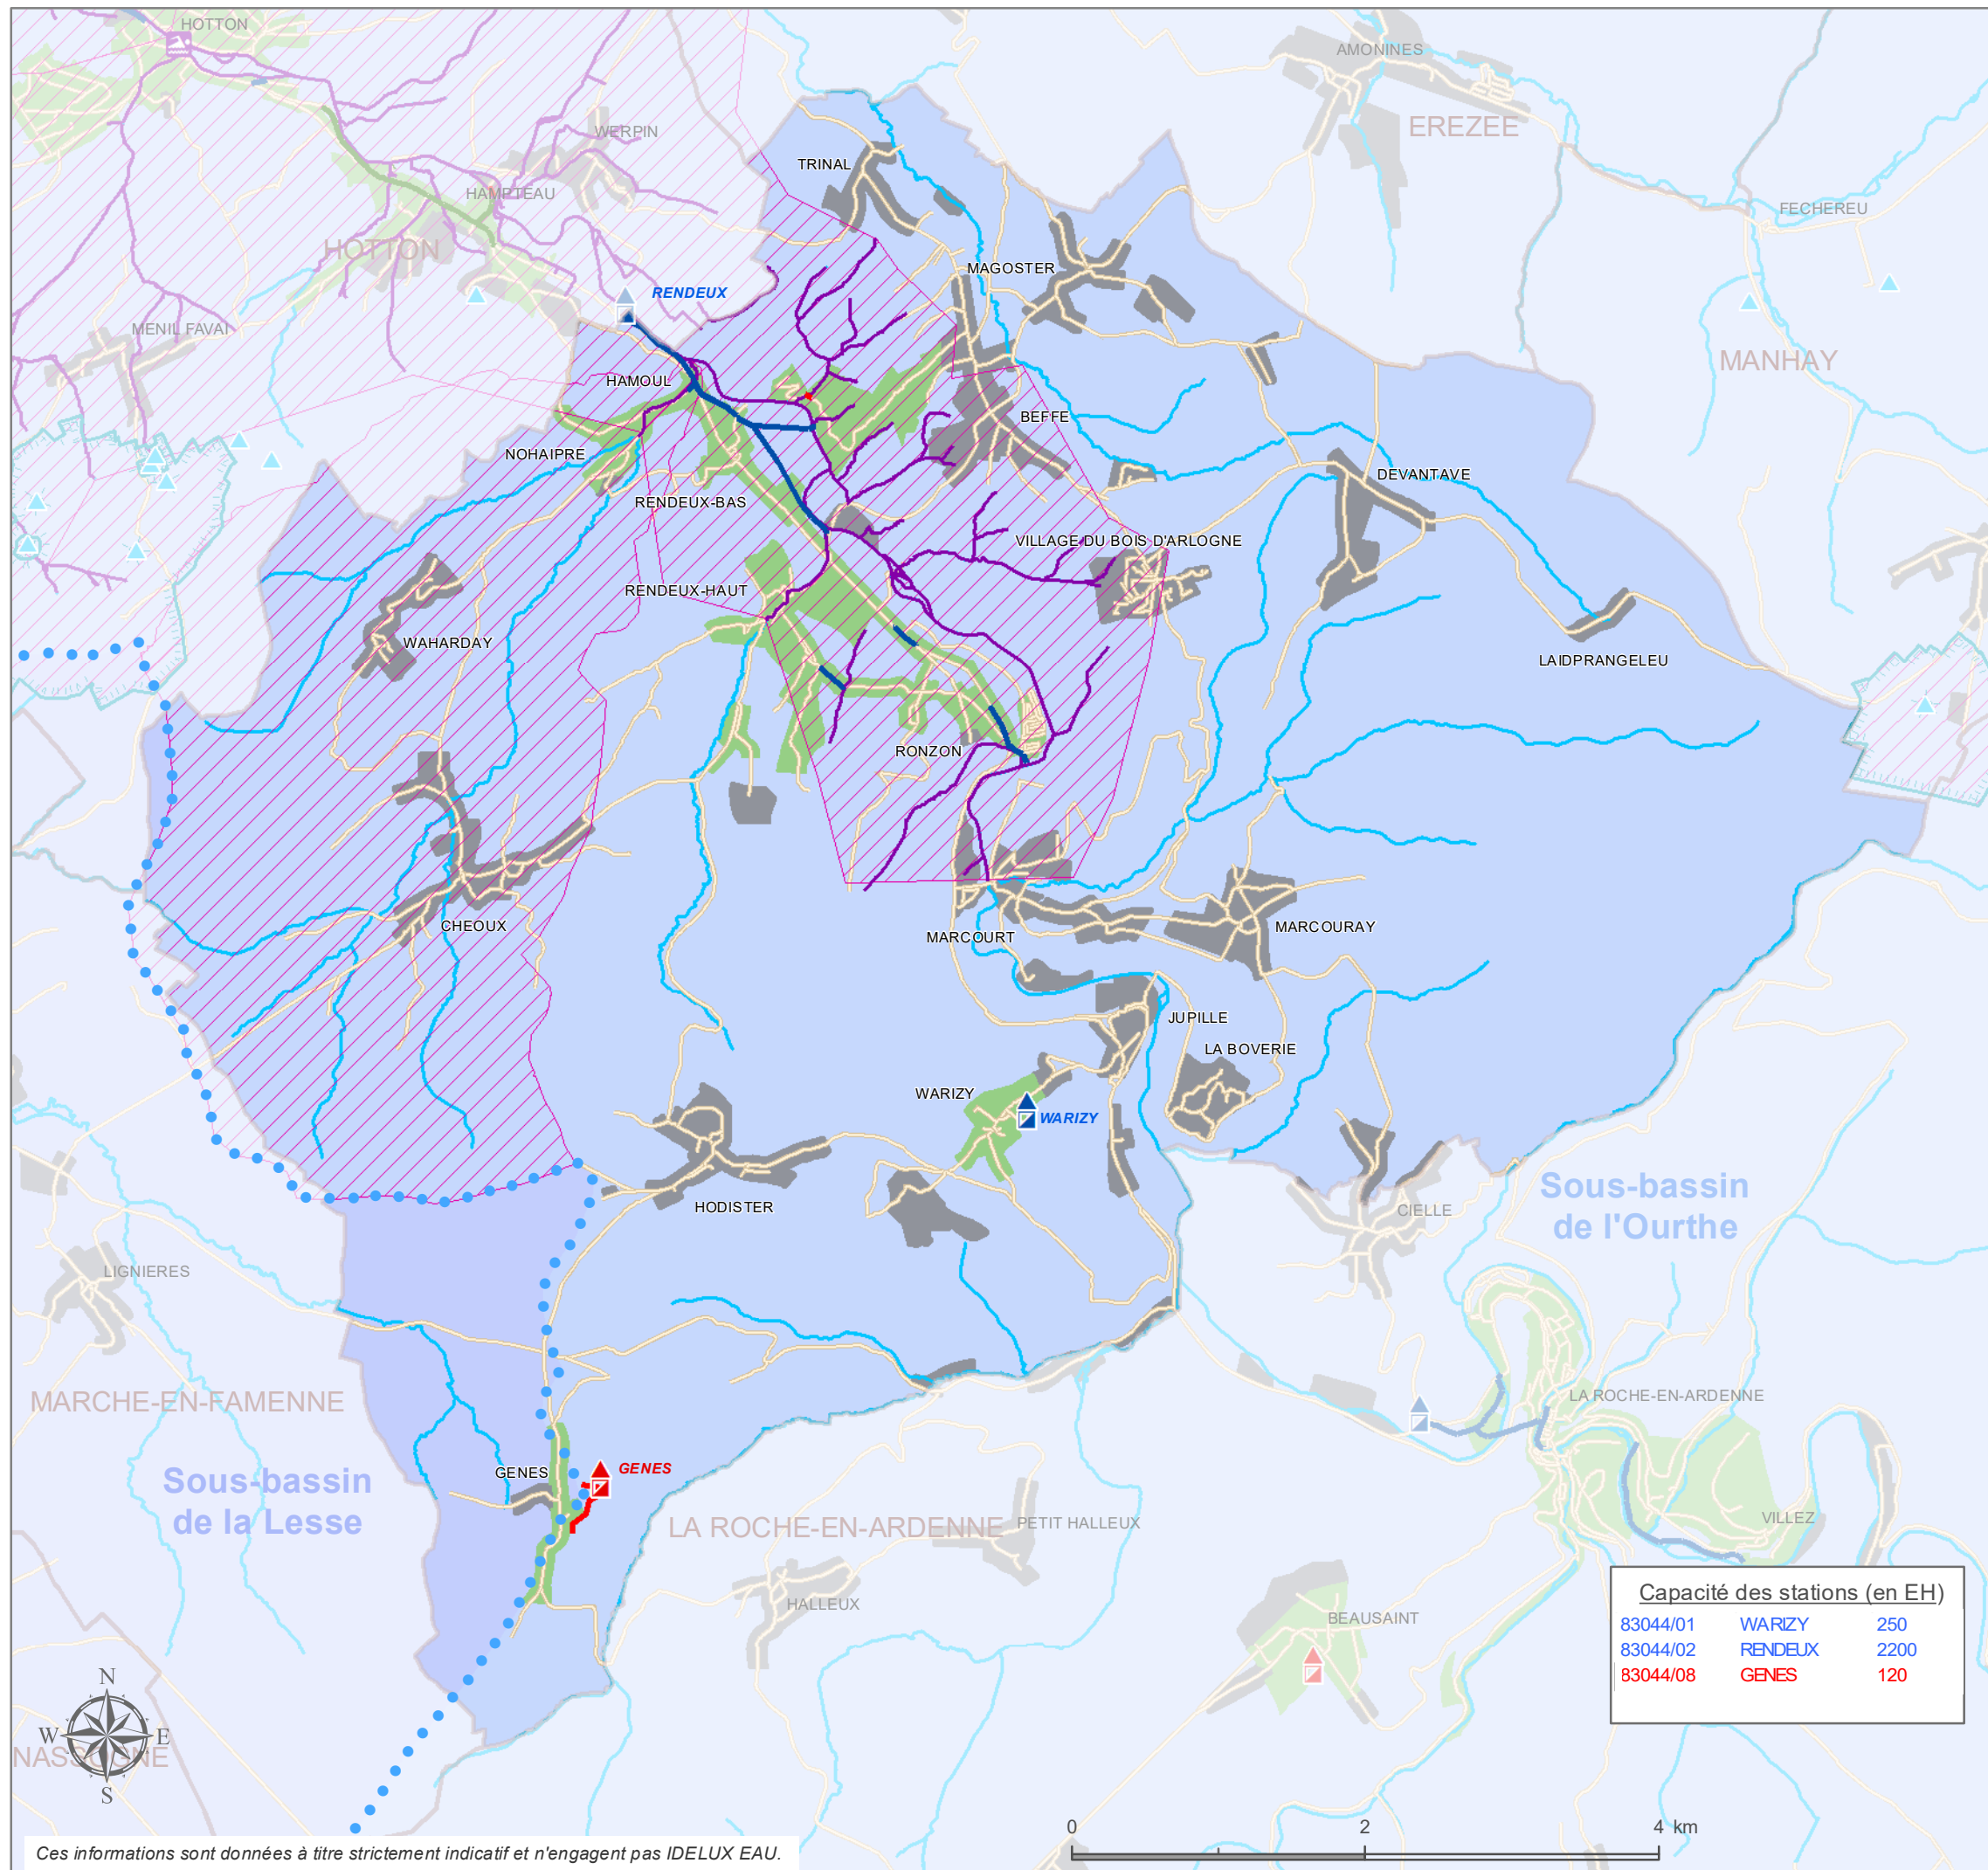 HOTTON
AMONINES
WERPIN
EREZEE
TRINAL
HAMPTEAU
FECHEREU
HOTTON
MAGOSTER
RENDEUX
MENIL FAVAI
MANHAY
HAMOUL
BEFFE
NOHAIPRE
DEVANTAVE
RENDEUX-BAS
VILLAGE DU BOIS D'ARLOGNE
RENDEUX-HAUT
WAHARDAY
LAIDPRANGELEU
RONZON
CHEOUX
MARCOURT
MARCOURAY
JUPILLE
LA BOVERIE
WARIZY
WARIZY
HODISTER
CIELLE
Sous-bassin
de l'Ourthe
LIGNIERES
MARCHE-EN-FAMENNE
LA ROCHE-EN-ARDENNE
GENES
GENES
Sous-bassin
de la Lesse
LA ROCHE-EN-ARDENNE
PETIT HALLEUX
VILLEZ
HALLEUX
BEAUSAINT
Capacité des stations (en EH)
83044/01 WARIZY 250
83044/02 RENDEUX 2200
83044/08 GENES 120
N
W E
S
NASSOGNE
0 2 4 km
Ces informations sont données à titre strictement indicatif et n'engagent pas IDELUX EAU.